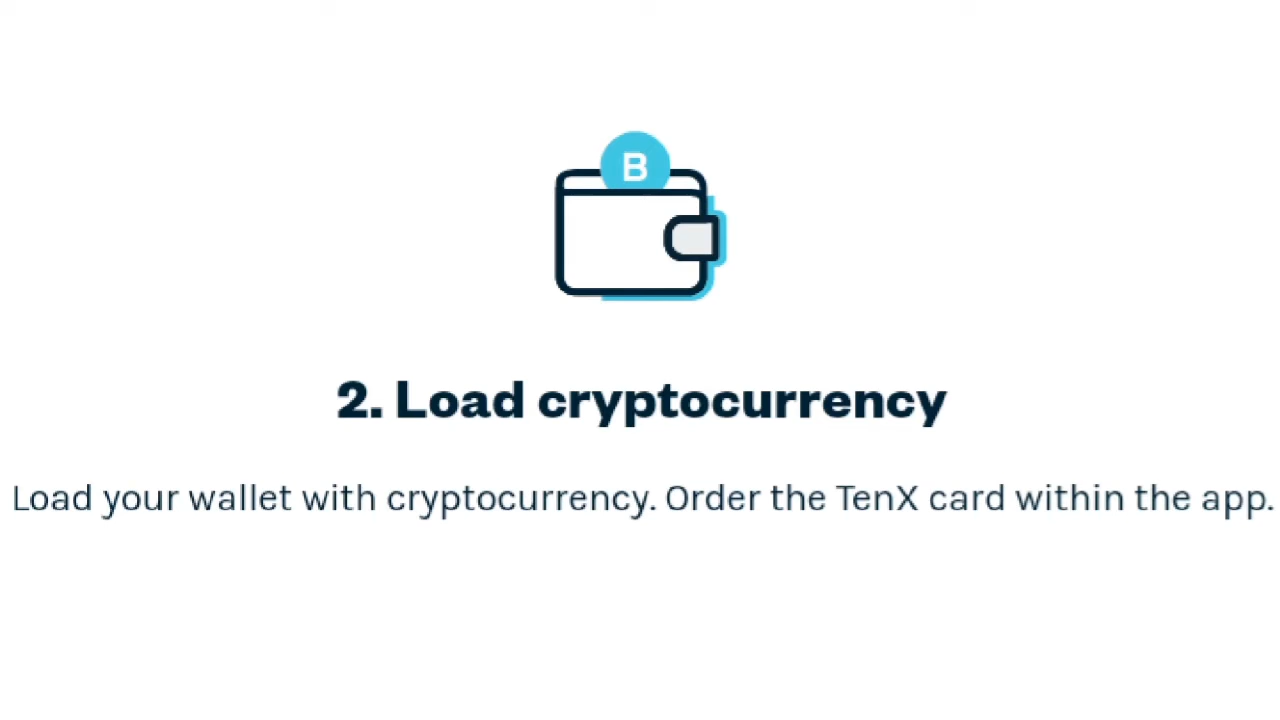 B
2. Load cryptocurrency
Load your wallet with cryptocurrency. Order the TenX card within the app.